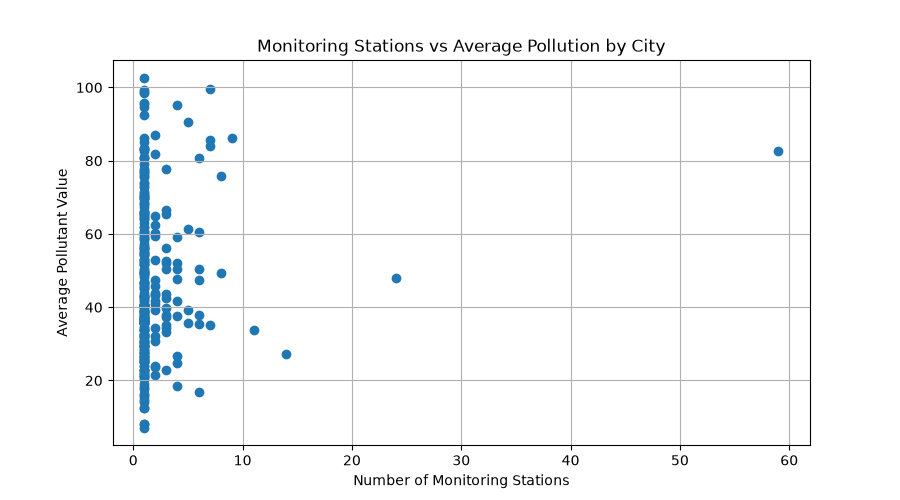 Monitoring Stations vs Average Pollution by City
Average Pollutant Value
100
80
60
40
20
0 10 20 30 40 50 60
Number of Monitoring Stations